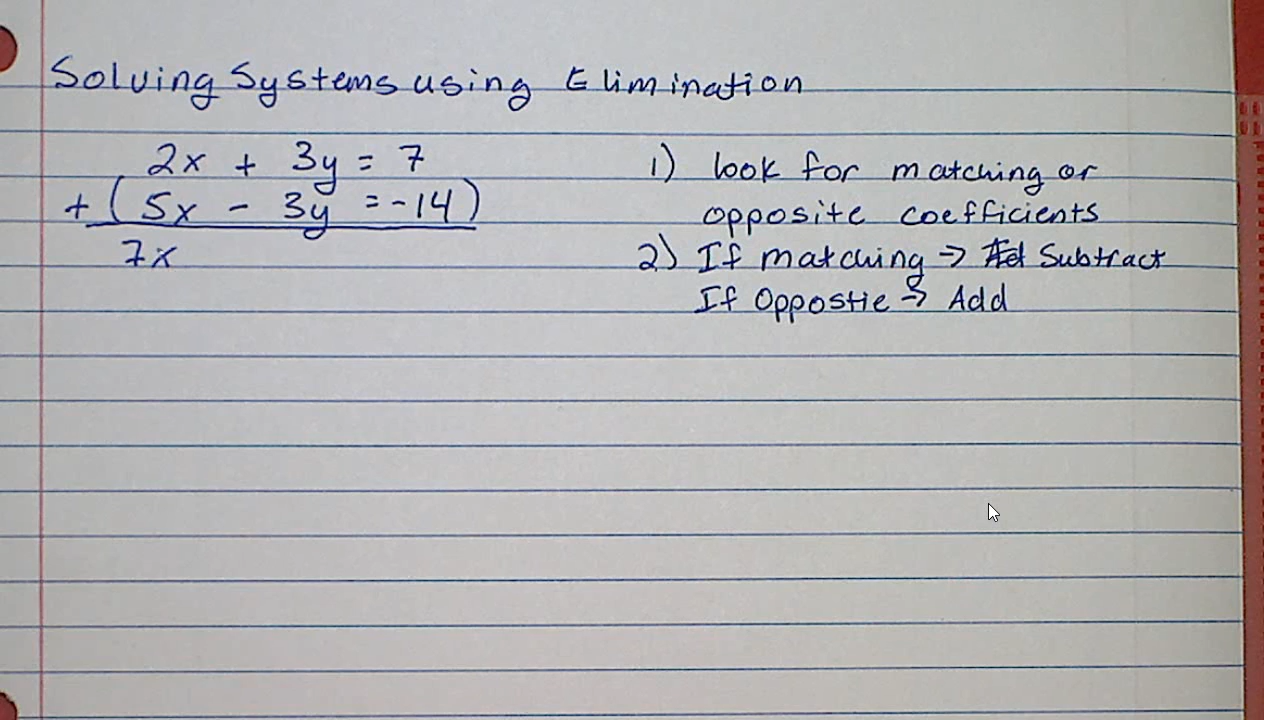 Solving Systems using Elimination
2x + 3y = 7
+ ( 5x - 3y = -14 )
7x
1) look for matching or
opposite coefficients
2) If matching → Subtract
If Oppostie → Add